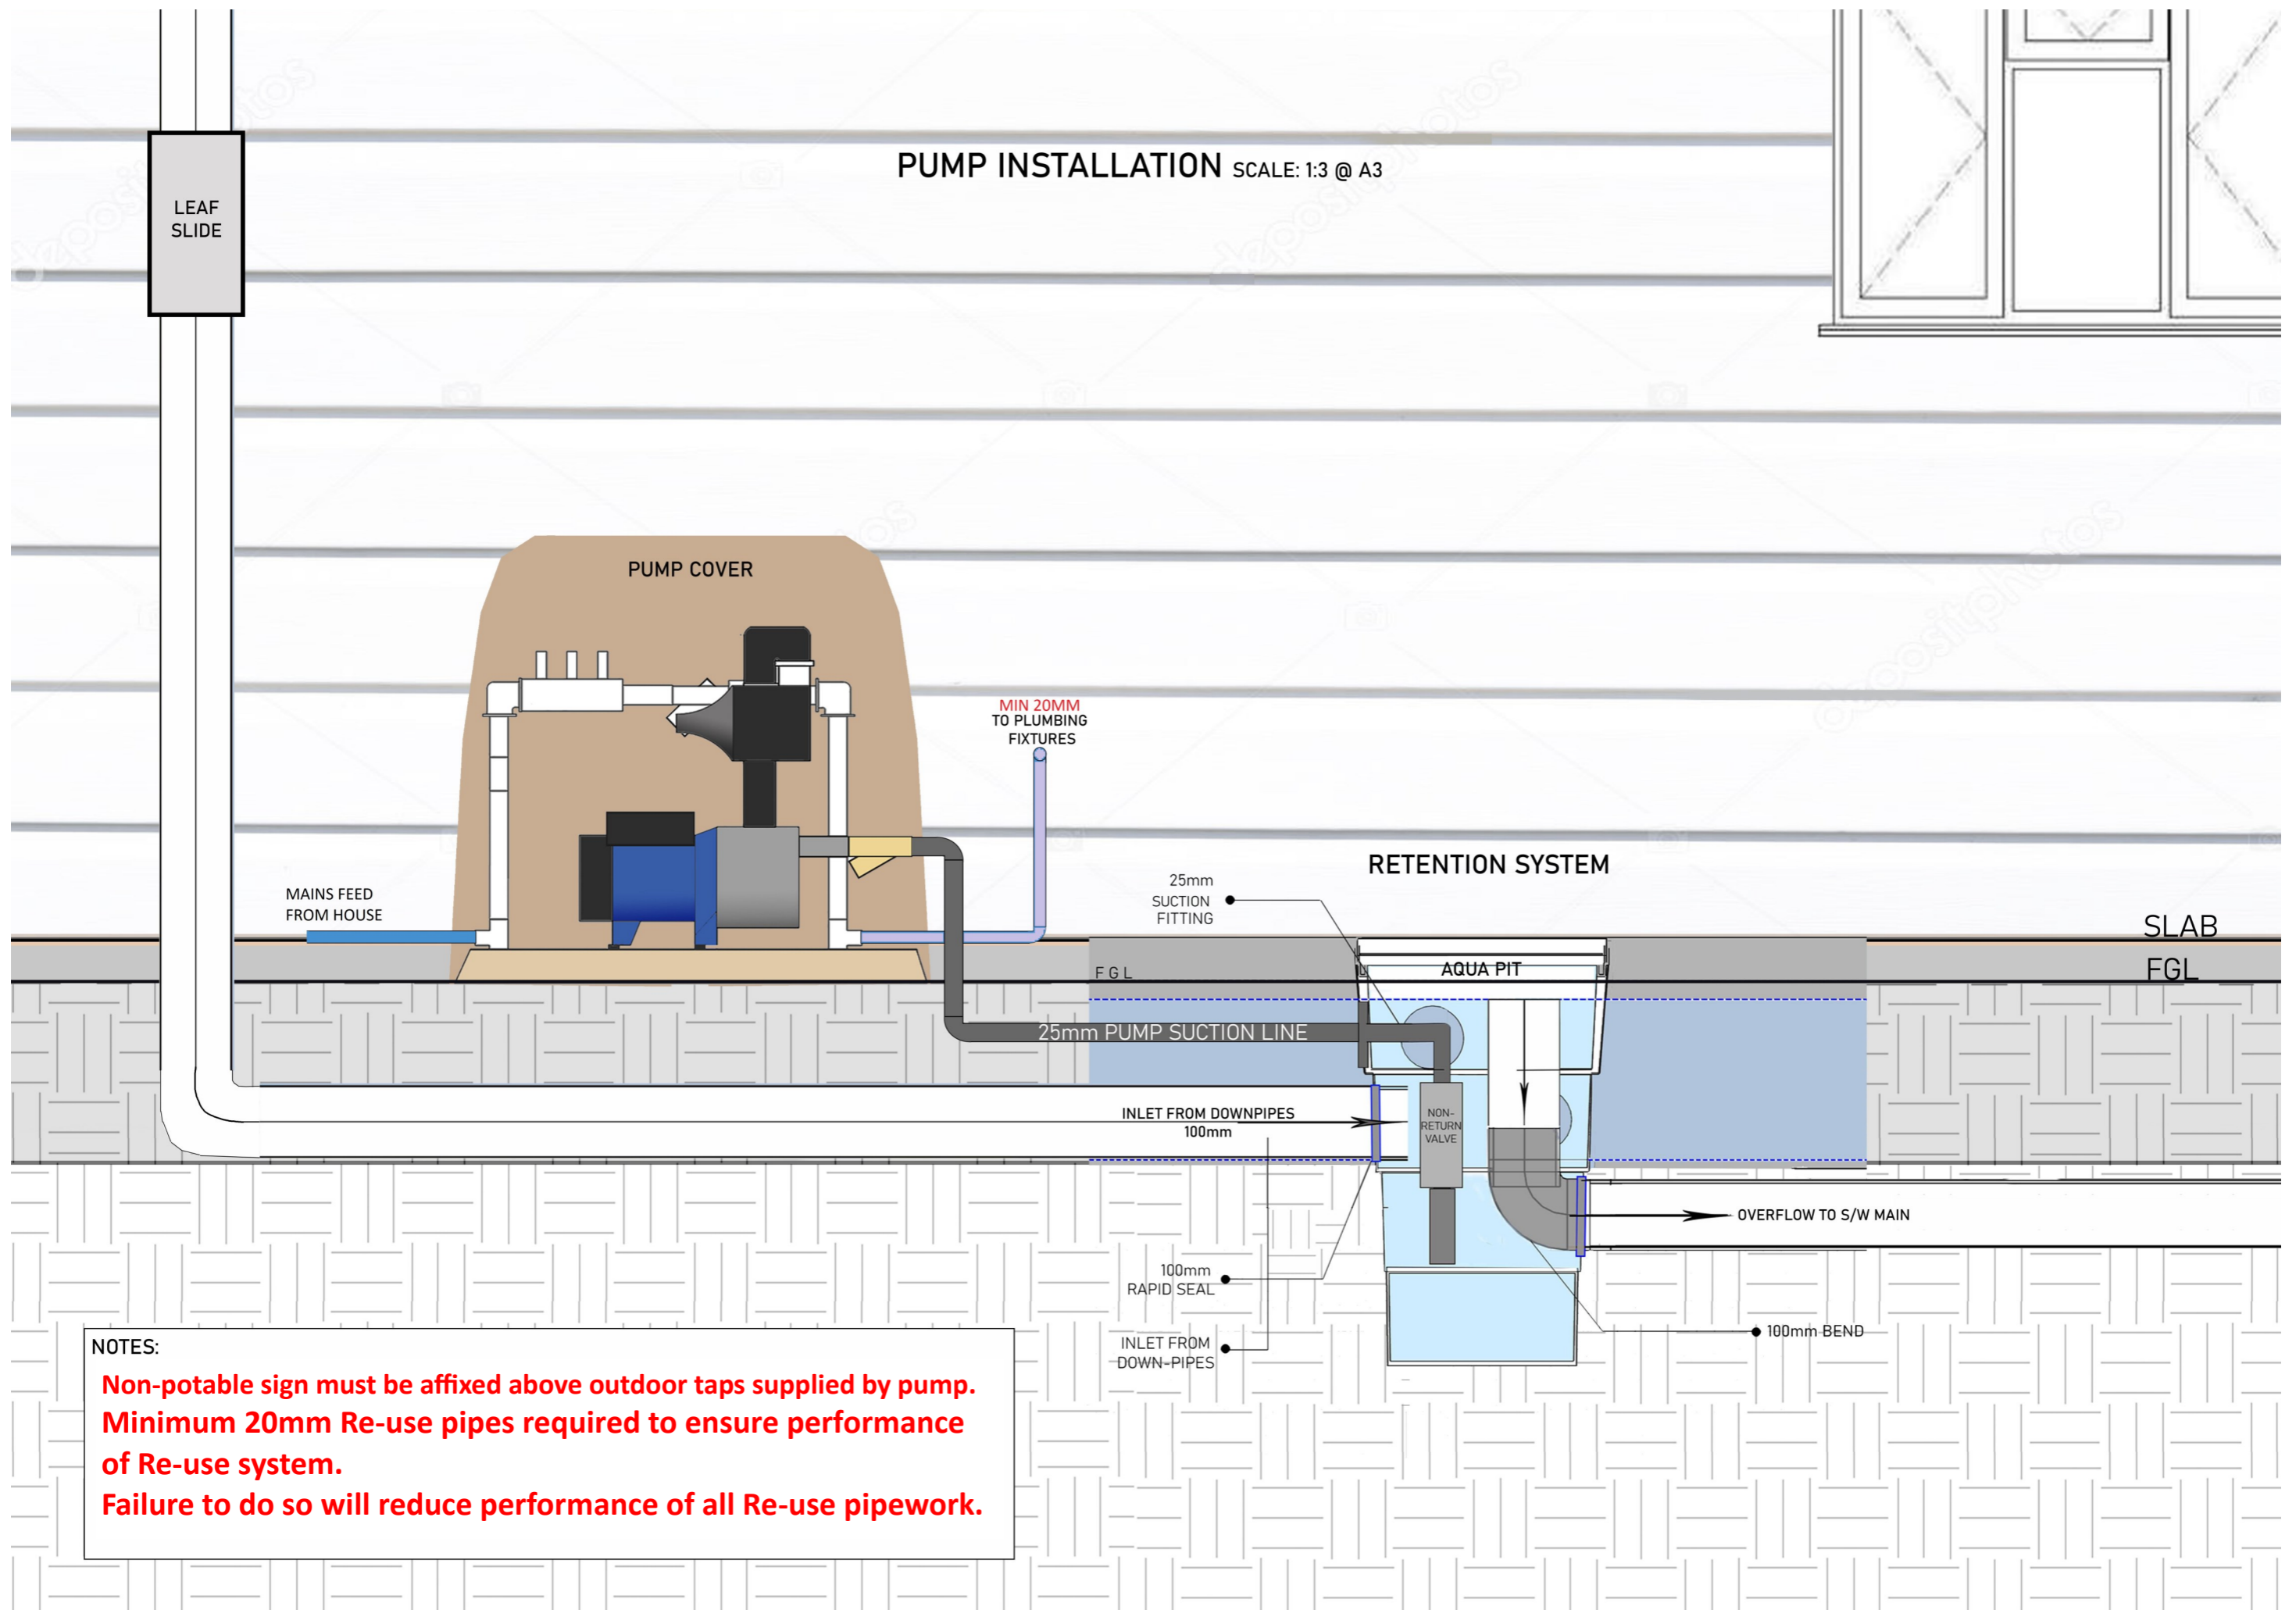 PUMP INSTALLATION SCALE: 1:3 @ A3
LEAF
SLIDE
depositphotos
depositphotos
depositphotos
PUMP COVER
MIN 20MM
TO PLUMBING
FIXTURES
MAINS FEED
FROM HOUSE
RETENTION SYSTEM
25mm
SUCTION
FITTING
SLAB
FGL
FGL
AQUA PIT
25mm PUMP SUCTION LINE
INLET FROM DOWNPIPES
100mm
NON-
RETURN
VALVE
OVERFLOW TO S/W MAIN
100mm
RAPID SEAL
INLET FROM
DOWN-PIPES
100mm BEND
NOTES:
Non-potable sign must be affixed above outdoor taps supplied by pump.
Minimum 20mm Re-use pipes required to ensure performance
of Re-use system.
Failure to do so will reduce performance of all Re-use pipework.